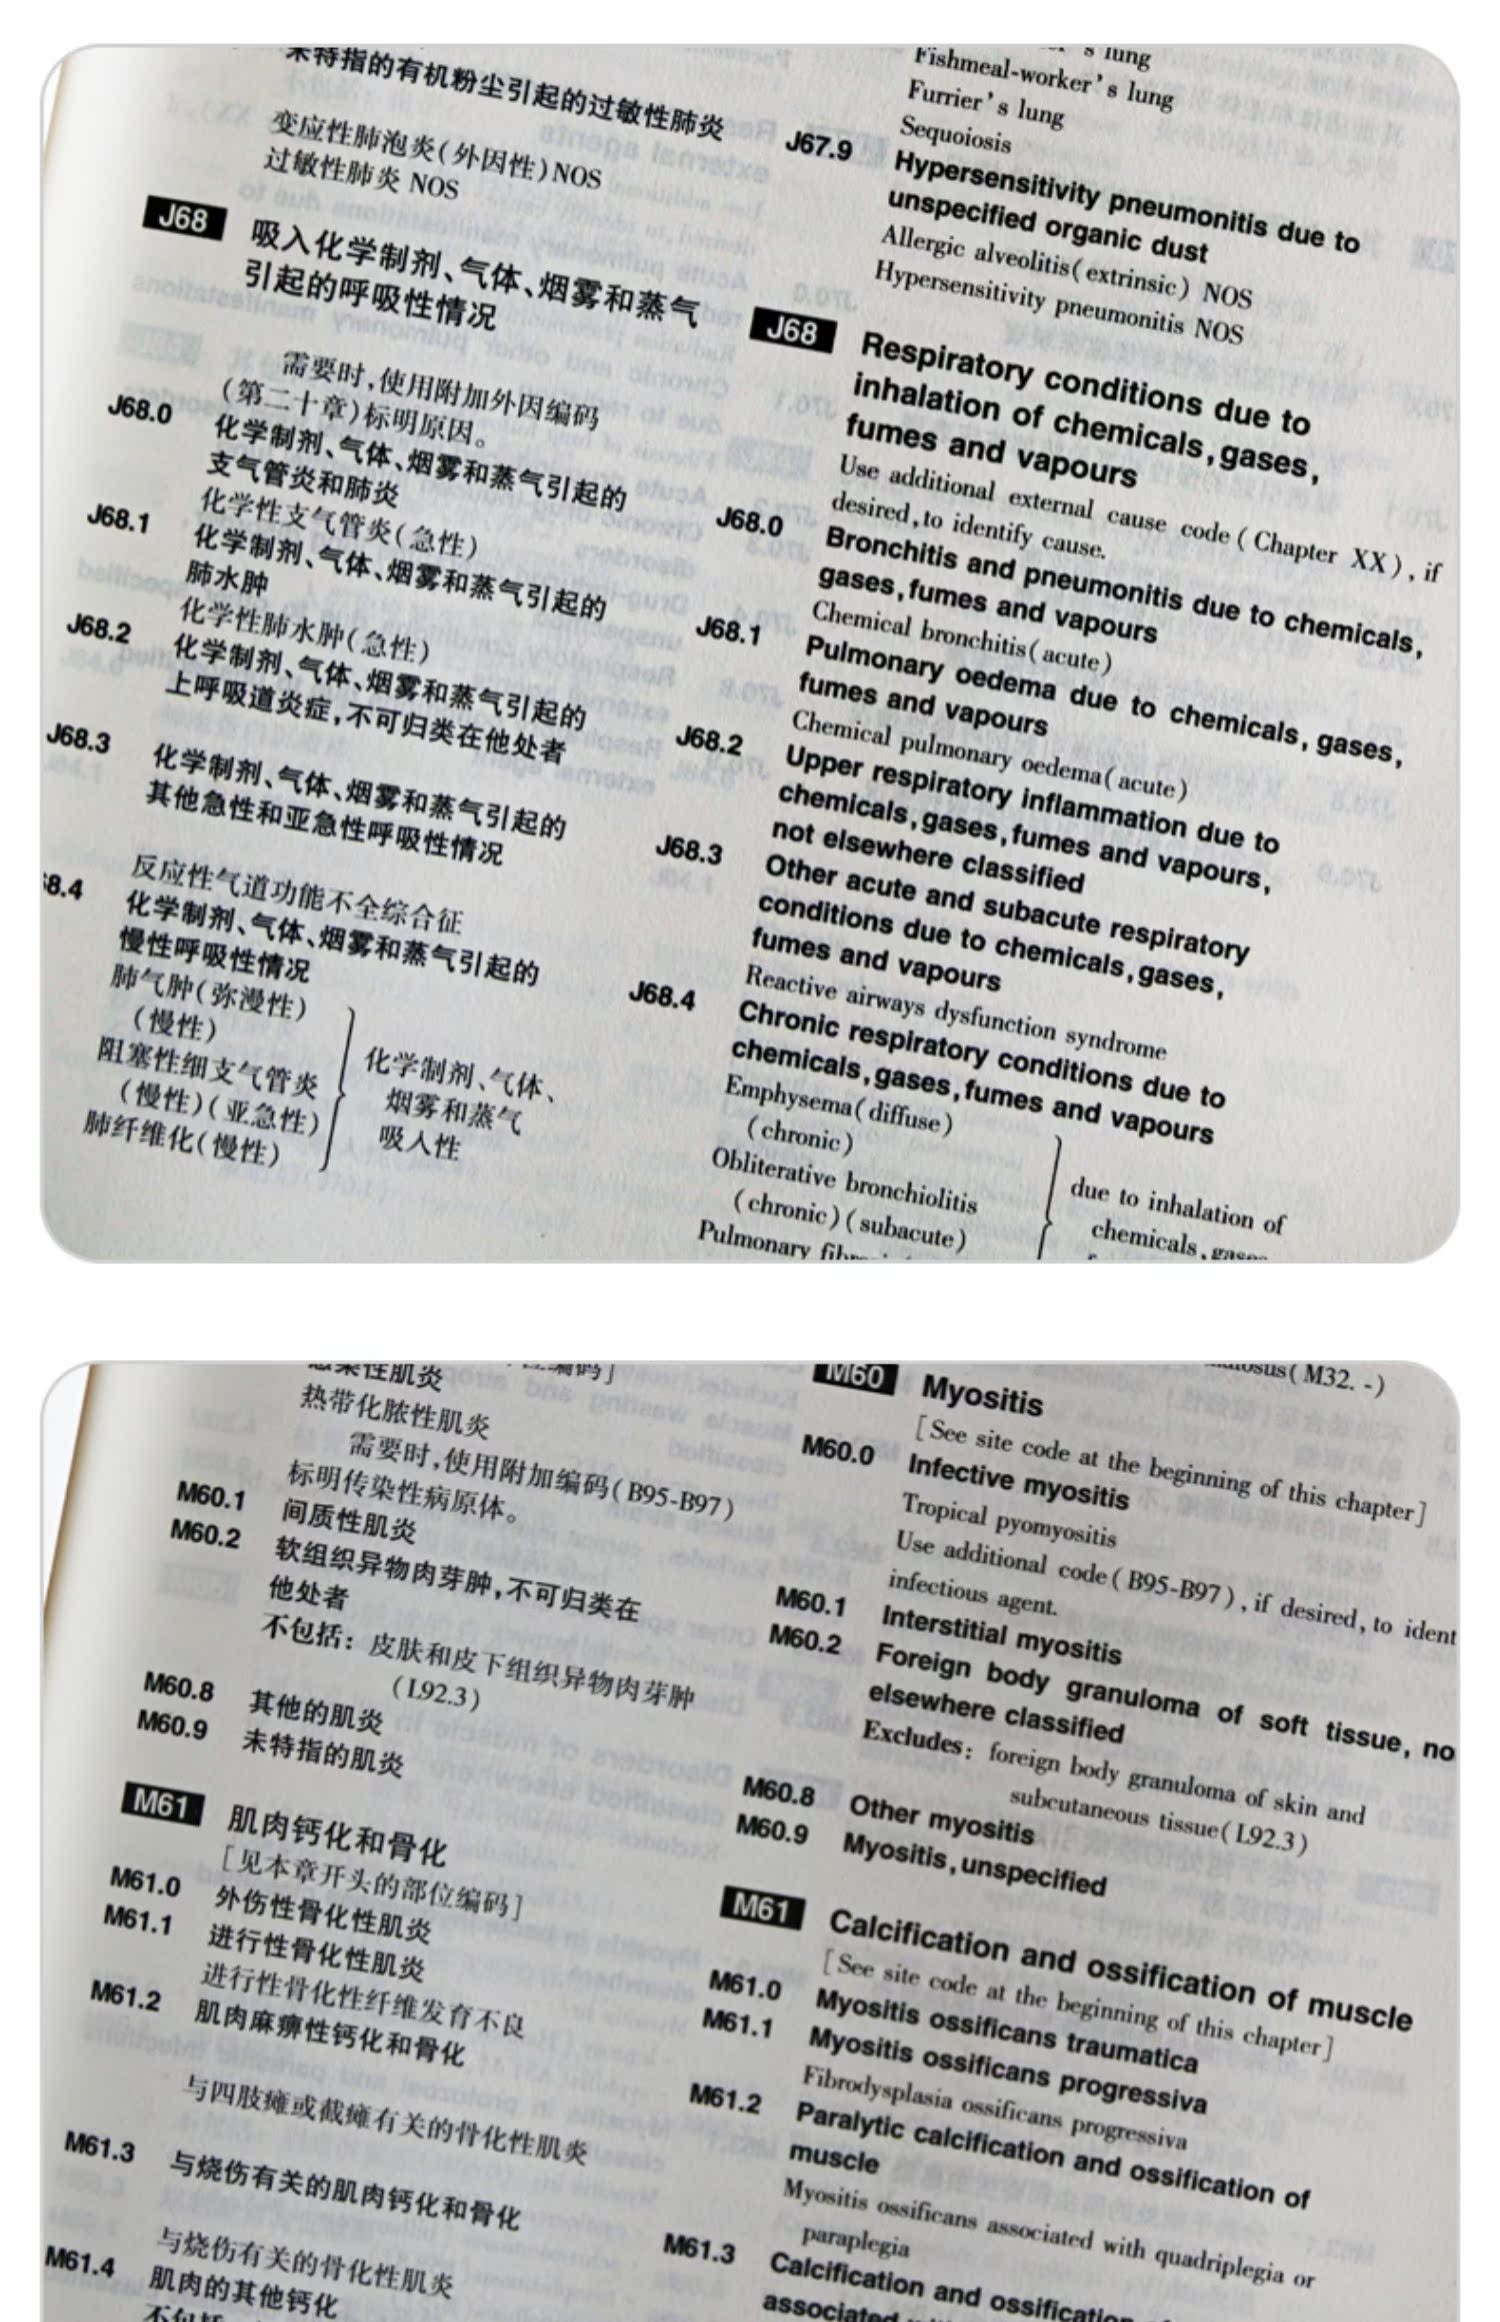 未特指的有机粉尘引起的过敏性肺炎
变应性肺泡炎(外因性)NOS
过敏性肺炎 NOS
J68 吸入化学制剂、气体、烟雾和蒸气
引起的呼吸性情况
需要时,使用附加外因编码
(第二十章)标明原因。
J68.0 化学制剂、气体、烟雾和蒸气引起的
支气管炎和肺炎
化学性支气管炎(急性)
J68.1 化学制剂、气体、烟雾和蒸气引起的
肺水肿
化学性肺水肿(急性)
J68.2 化学制剂、气体、烟雾和蒸气引起的
上呼吸道炎症,不可归类在他处者
J68.3 化学制剂、气体、烟雾和蒸气引起的
其他急性和亚急性呼吸性情况
反应性气道功能不全综合征
68.4 化学制剂、气体、烟雾和蒸气引起的
慢性呼吸性情况
肺气肿(弥漫性)
(慢性)
阻塞性细支气管炎
(慢性)(亚急性)
肺纤维化(慢性)
化学制剂、气体、
烟雾和蒸气
吸入性
's lung
Fishmeal-worker's lung
Furrier's lung
Sequoiosis
J67.9 Hypersensitivity pneumonitis due to
unspecified organic dust
Allergic alveolitis(extrinsic) NOS
Hypersensitivity pneumonitis NOS
J68 Respiratory conditions due to
inhalation of chemicals,gases,
fumes and vapours
Use additional external cause code (Chapter XX), if
desired,to identify cause.
J68.0 Bronchitis and pneumonitis due to chemicals,
gases,fumes and vapours
Chemical bronchitis(acute)
J68.1 Pulmonary oedema due to chemicals, gases,
fumes and vapours
Chemical pulmonary oedema(acute)
J68.2 Upper respiratory inflammation due to
chemicals,gases,fumes and vapours,
not elsewhere classified
J68.3 Other acute and subacute respiratory
conditions due to chemicals,gases,
fumes and vapours
Reactive airways dysfunction syndrome
J68.4 Chronic respiratory conditions due to
chemicals,gases,fumes and vapours
Emphysema(diffuse)
(chronic)
Obliterative bronchiolitis
(chronic)(subacute)
Pulmonary
due to inhalation of
chemicals,
感染性肌炎
热带化脓性肌炎
需要时,使用附加编码(B95-B97)
标明传染性病原体。
M60.1 间质性肌炎
M60.2 软组织异物肉芽肿,不可归类在
他处者
不包括: 皮肤和皮下组织异物肉芽肿
(L92.3)
M60.8 其他的肌炎
M60.9 未特指的肌炎
M61 肌肉钙化和骨化
[见本章开头的部位编码]
M61.0 外伤性骨化性肌炎
M61.1 进行性骨化性肌炎
进行性骨化性纤维发育不良
M61.2 肌肉麻痹性钙化和骨化
与四肢瘫或截瘫有关的骨化性肌炎
M61.3 与烧伤有关的肌肉钙化和骨化
与烧伤有关的骨化性肌炎
M61.4 肌肉的其他钙化
(M32. -)
M60 Myositis
[See site code at the beginning of this chapter]
M60.0 Infective myositis
Tropical pyomyositis
Use additional code(B95-B97),if desired,to ident
infectious agent.
M60.1 Interstitial myositis
M60.2 Foreign body granuloma of soft tissue, no
elsewhere classified
Excludes: foreign body granuloma of skin and
subcutaneous tissue(L92.3)
M60.8 Other myositis
M60.9 Myositis,unspecified
M61 Calcification and ossification of muscle
[See site code at the beginning of this chapter]
M61.0 Myositis ossificans traumatica
M61.1 Myositis ossificans progressiva
Fibrodysplasia ossificans progressiva
M61.2 Paralytic calcification and ossification of
muscle
Myositis ossificans associated with quadriplegia or
paraplegia
M61.3 Calcification and ossification
associated